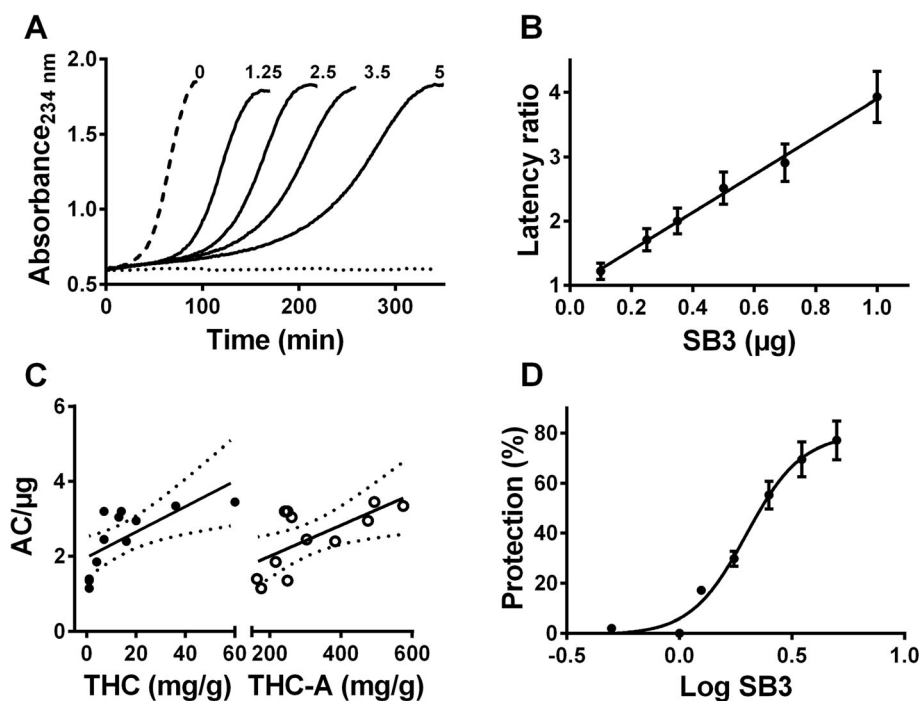 A
Absorbance234 nm
2.0
1.5
1.0
0.5
0 1.25 2.5 3.5 5
0 100 200 300
Time (min)
B
Latency ratio
4
3
2
1
0.0 0.2 0.4 0.6 0.8 1.0
SB3 (µg)
C
AC/µg
6
4
2
0
0 20 40 60 200 400 600
THC (mg/g) THC-A (mg/g)
D
Protection (%)
80
60
40
20
0
-0.5 0.0 0.5 1.0
Log SB3